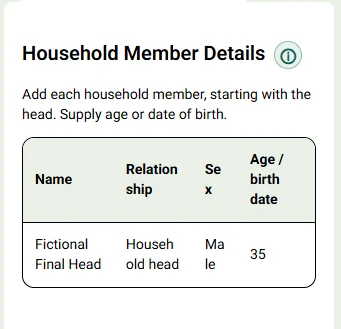 Household Member Details
Add each household member, starting with the
head. Supply age or date of birth.
Name
Relation
ship
Se
x
Age /
birth
date
Fictional
Final Head
Househ
old head
Ma
le
35